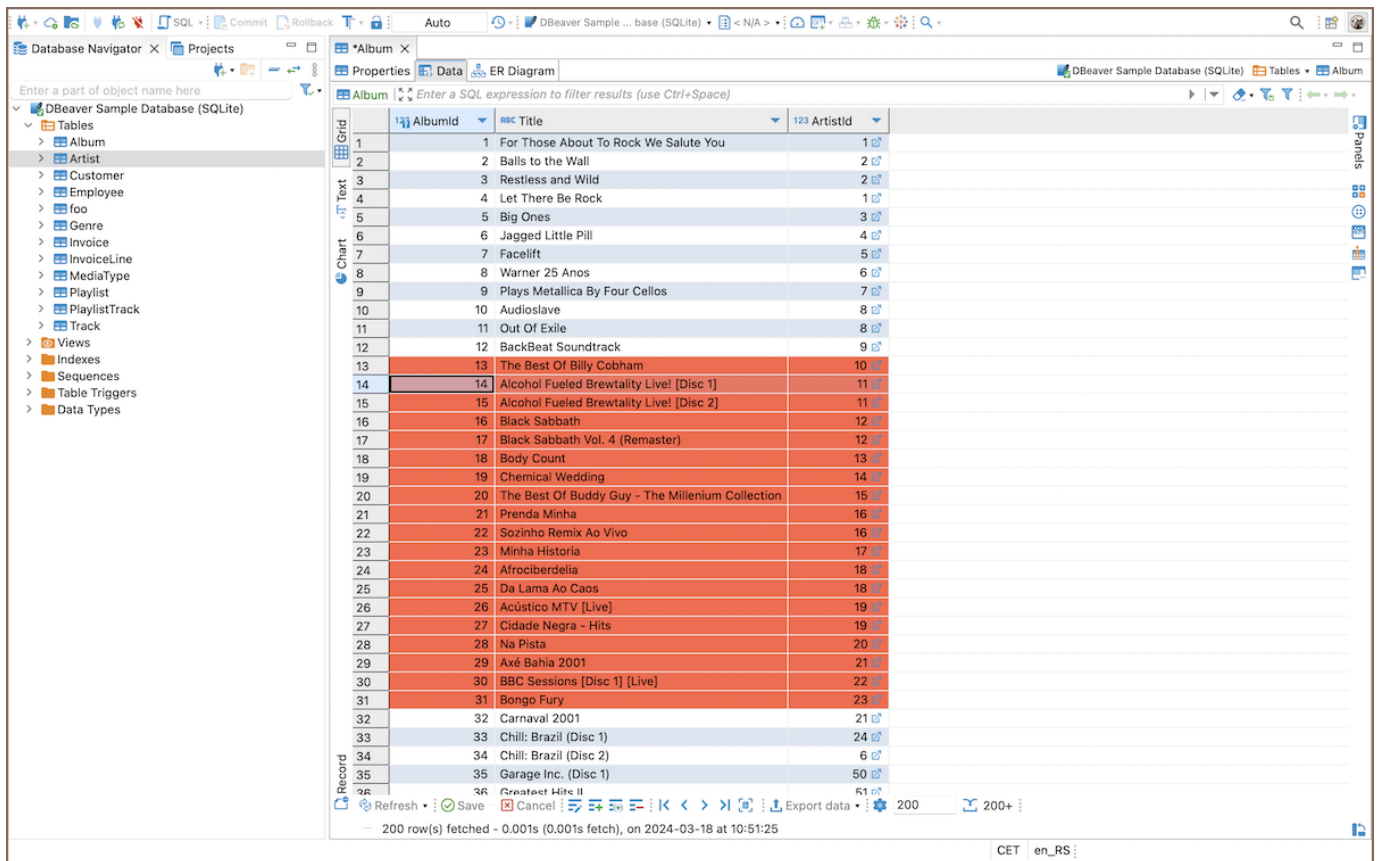 SQL Commit Rollback Auto DBeaver Sample ... base (SQLite) < N/A >
Database Navigator Projects
*Album
Properties Data ER Diagram
DBeaver Sample Database (SQLite) Tables Album
Enter a part of object name here
Album Enter a SQL expression to filter results (use Ctrl+Space)
DBeaver Sample Database (SQLite)
Tables
Album
Artist
Customer
Employee
foo
Genre
Invoice
InvoiceLine
MediaType
Playlist
PlaylistTrack
Track
Views
Indexes
Sequences
Table Triggers
Data Types
Grid
Text
Chart
Record
Panels
123 AlbumId ABC Title 123 ArtistId
1 1 For Those About To Rock We Salute You 1
2 2 Balls to the Wall 2
3 3 Restless and Wild 2
4 4 Let There Be Rock 1
5 5 Big Ones 3
6 6 Jagged Little Pill 4
7 7 Facelift 5
8 8 Warner 25 Anos 6
9 9 Plays Metallica By Four Cellos 7
10 10 Audioslave 8
11 11 Out Of Exile 8
12 12 BackBeat Soundtrack 9
13 13 The Best Of Billy Cobham 10
14 14 Alcohol Fueled Brewtality Live! [Disc 1] 11
15 15 Alcohol Fueled Brewtality Live! [Disc 2] 11
16 16 Black Sabbath 12
17 17 Black Sabbath Vol. 4 (Remaster) 12
18 18 Body Count 13
19 19 Chemical Wedding 14
20 20 The Best Of Buddy Guy - The Millenium Collection 15
21 21 Prenda Minha 16
22 22 Sozinho Remix Ao Vivo 16
23 23 Minha Historia 17
24 24 Afrociberdelia 18
25 25 Da Lama Ao Caos 18
26 26 Acústico MTV [Live] 19
27 27 Cidade Negra - Hits 19
28 28 Na Pista 20
29 29 Axé Bahia 2001 21
30 30 BBC Sessions [Disc 1] [Live] 22
31 31 Bongo Fury 23
32 32 Carnaval 2001 21
33 33 Chill: Brazil (Disc 1) 24
34 34 Chill: Brazil (Disc 2) 6
35 35 Garage Inc. (Disc 1) 50
36 36 Greatest Hits II 51
Refresh Save Cancel Export data 200 200+
200 row(s) fetched - 0.001s (0.001s fetch), on 2024-03-18 at 10:51:25
CET en_RS